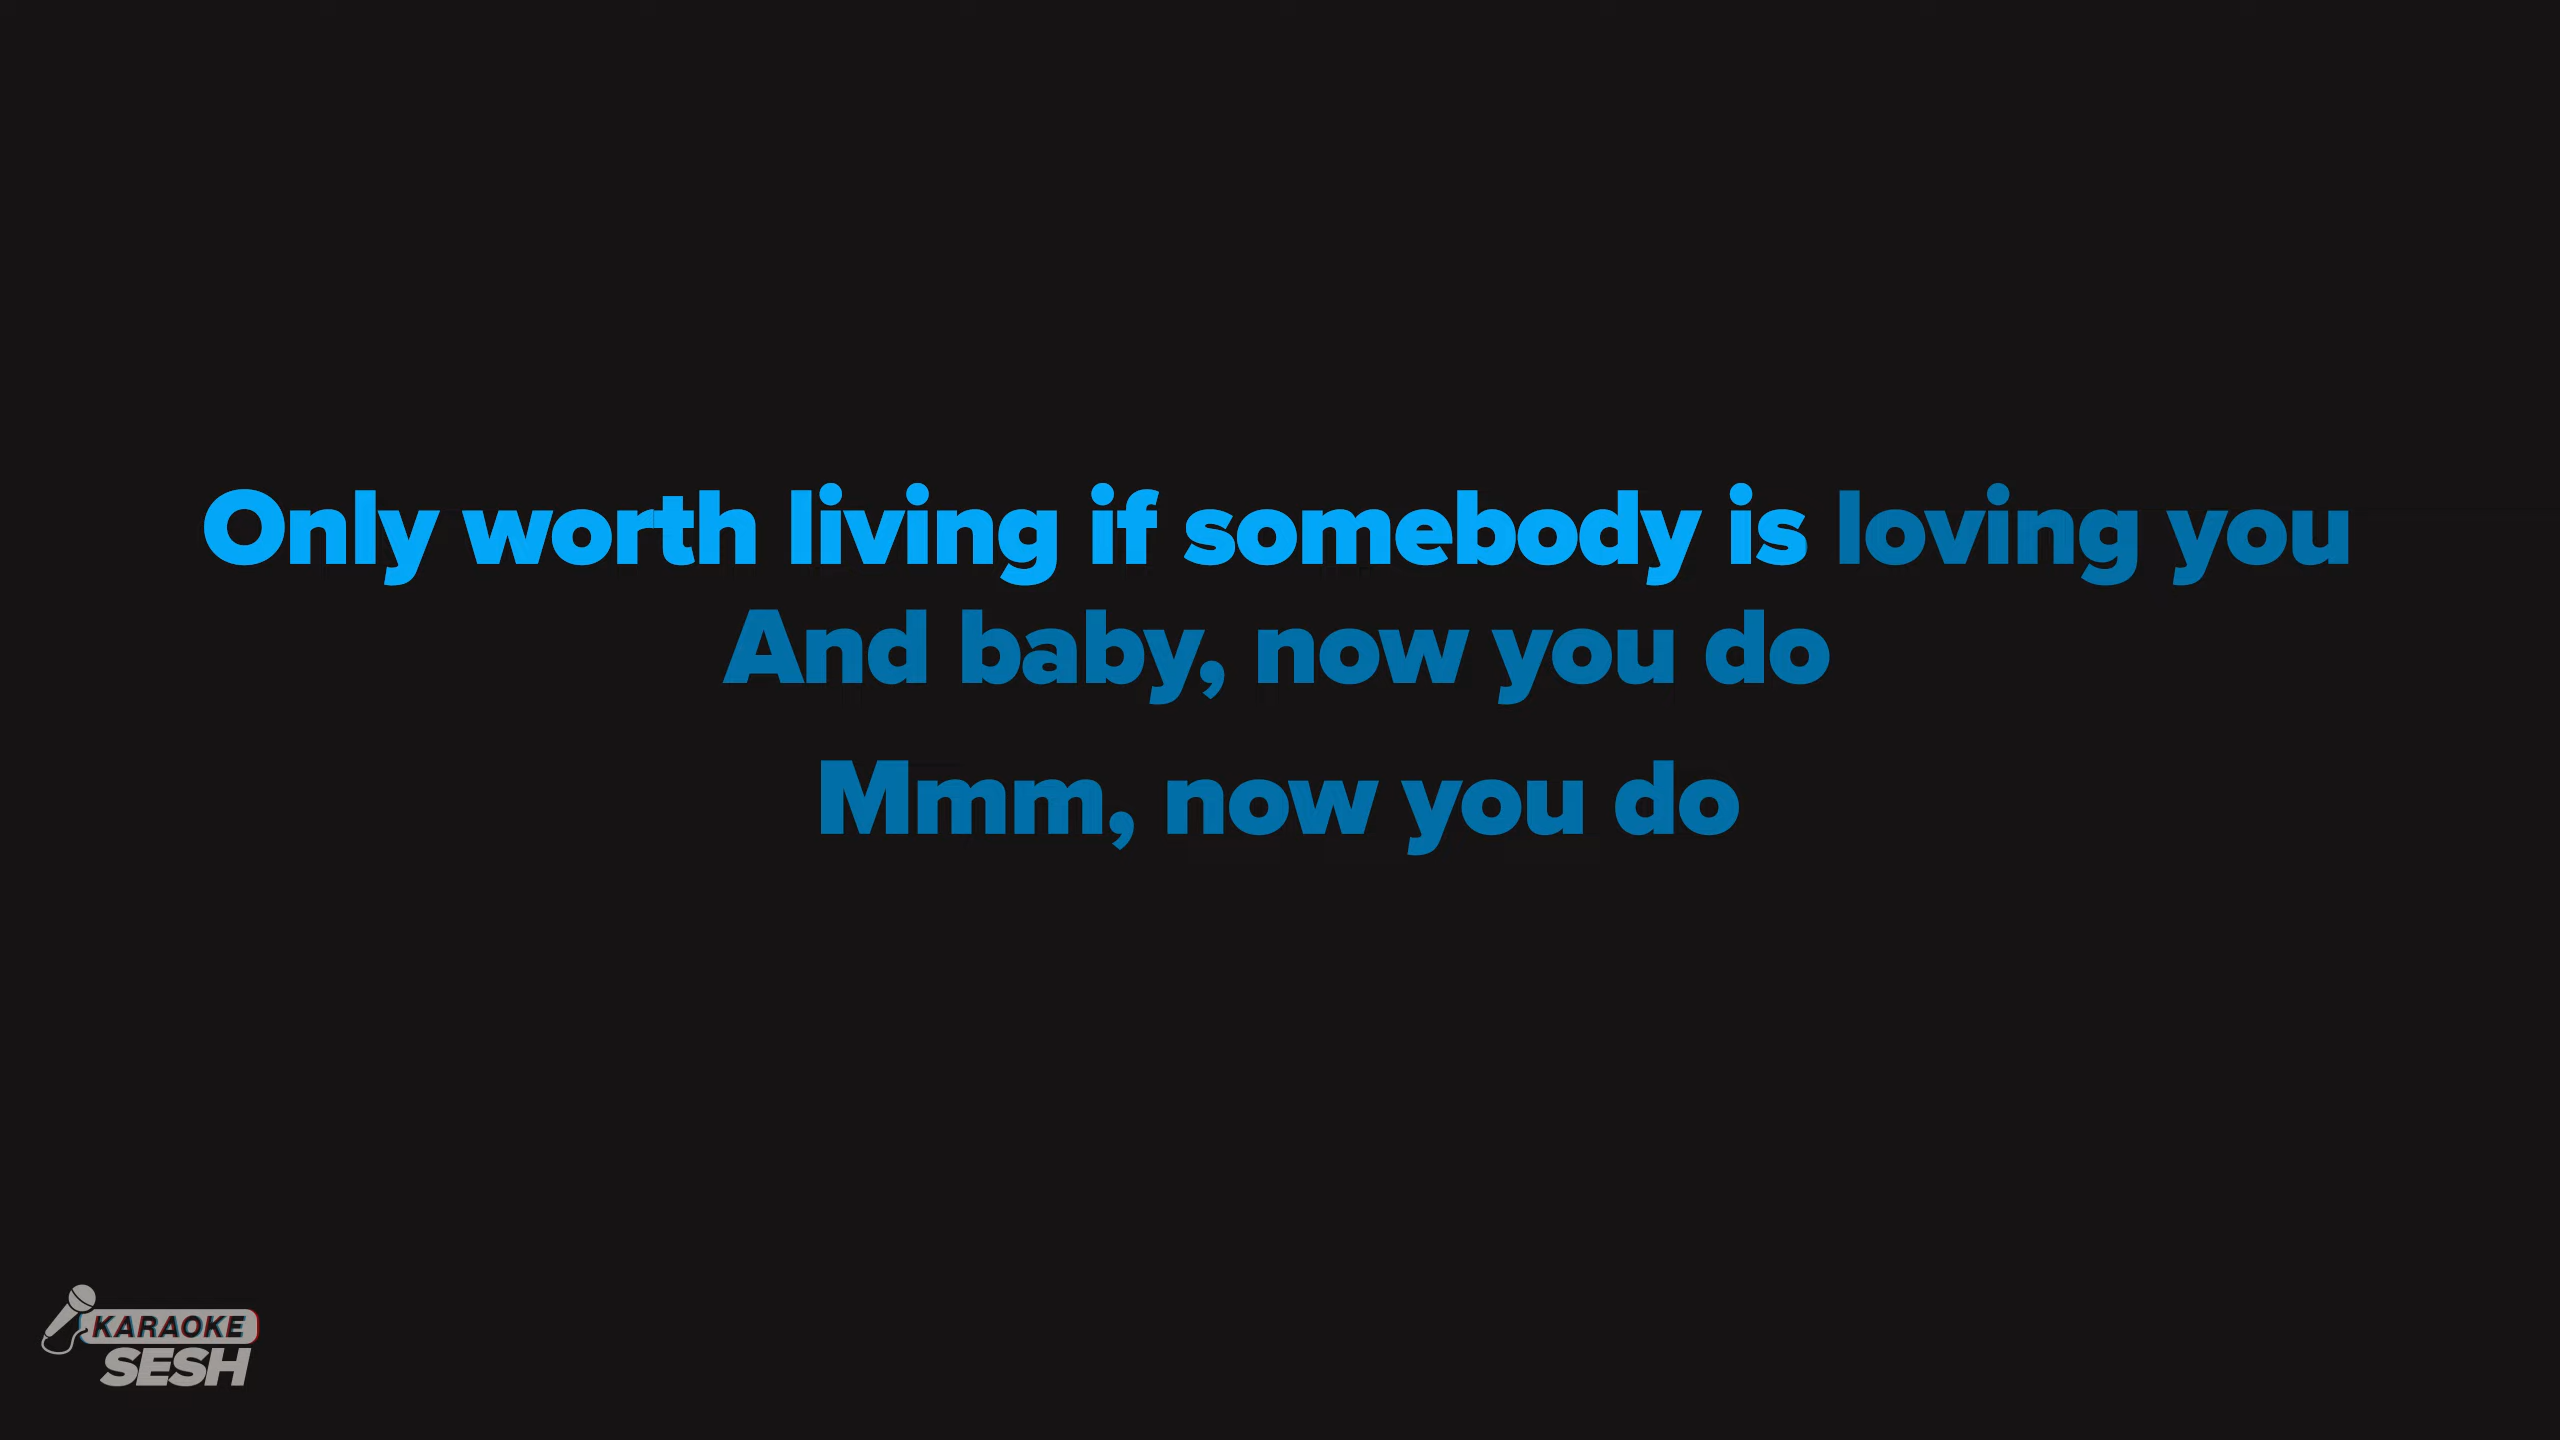 Only worth living if somebody is loving you
And baby, now you do
Mmm, now you do
KARAOKE
SESH